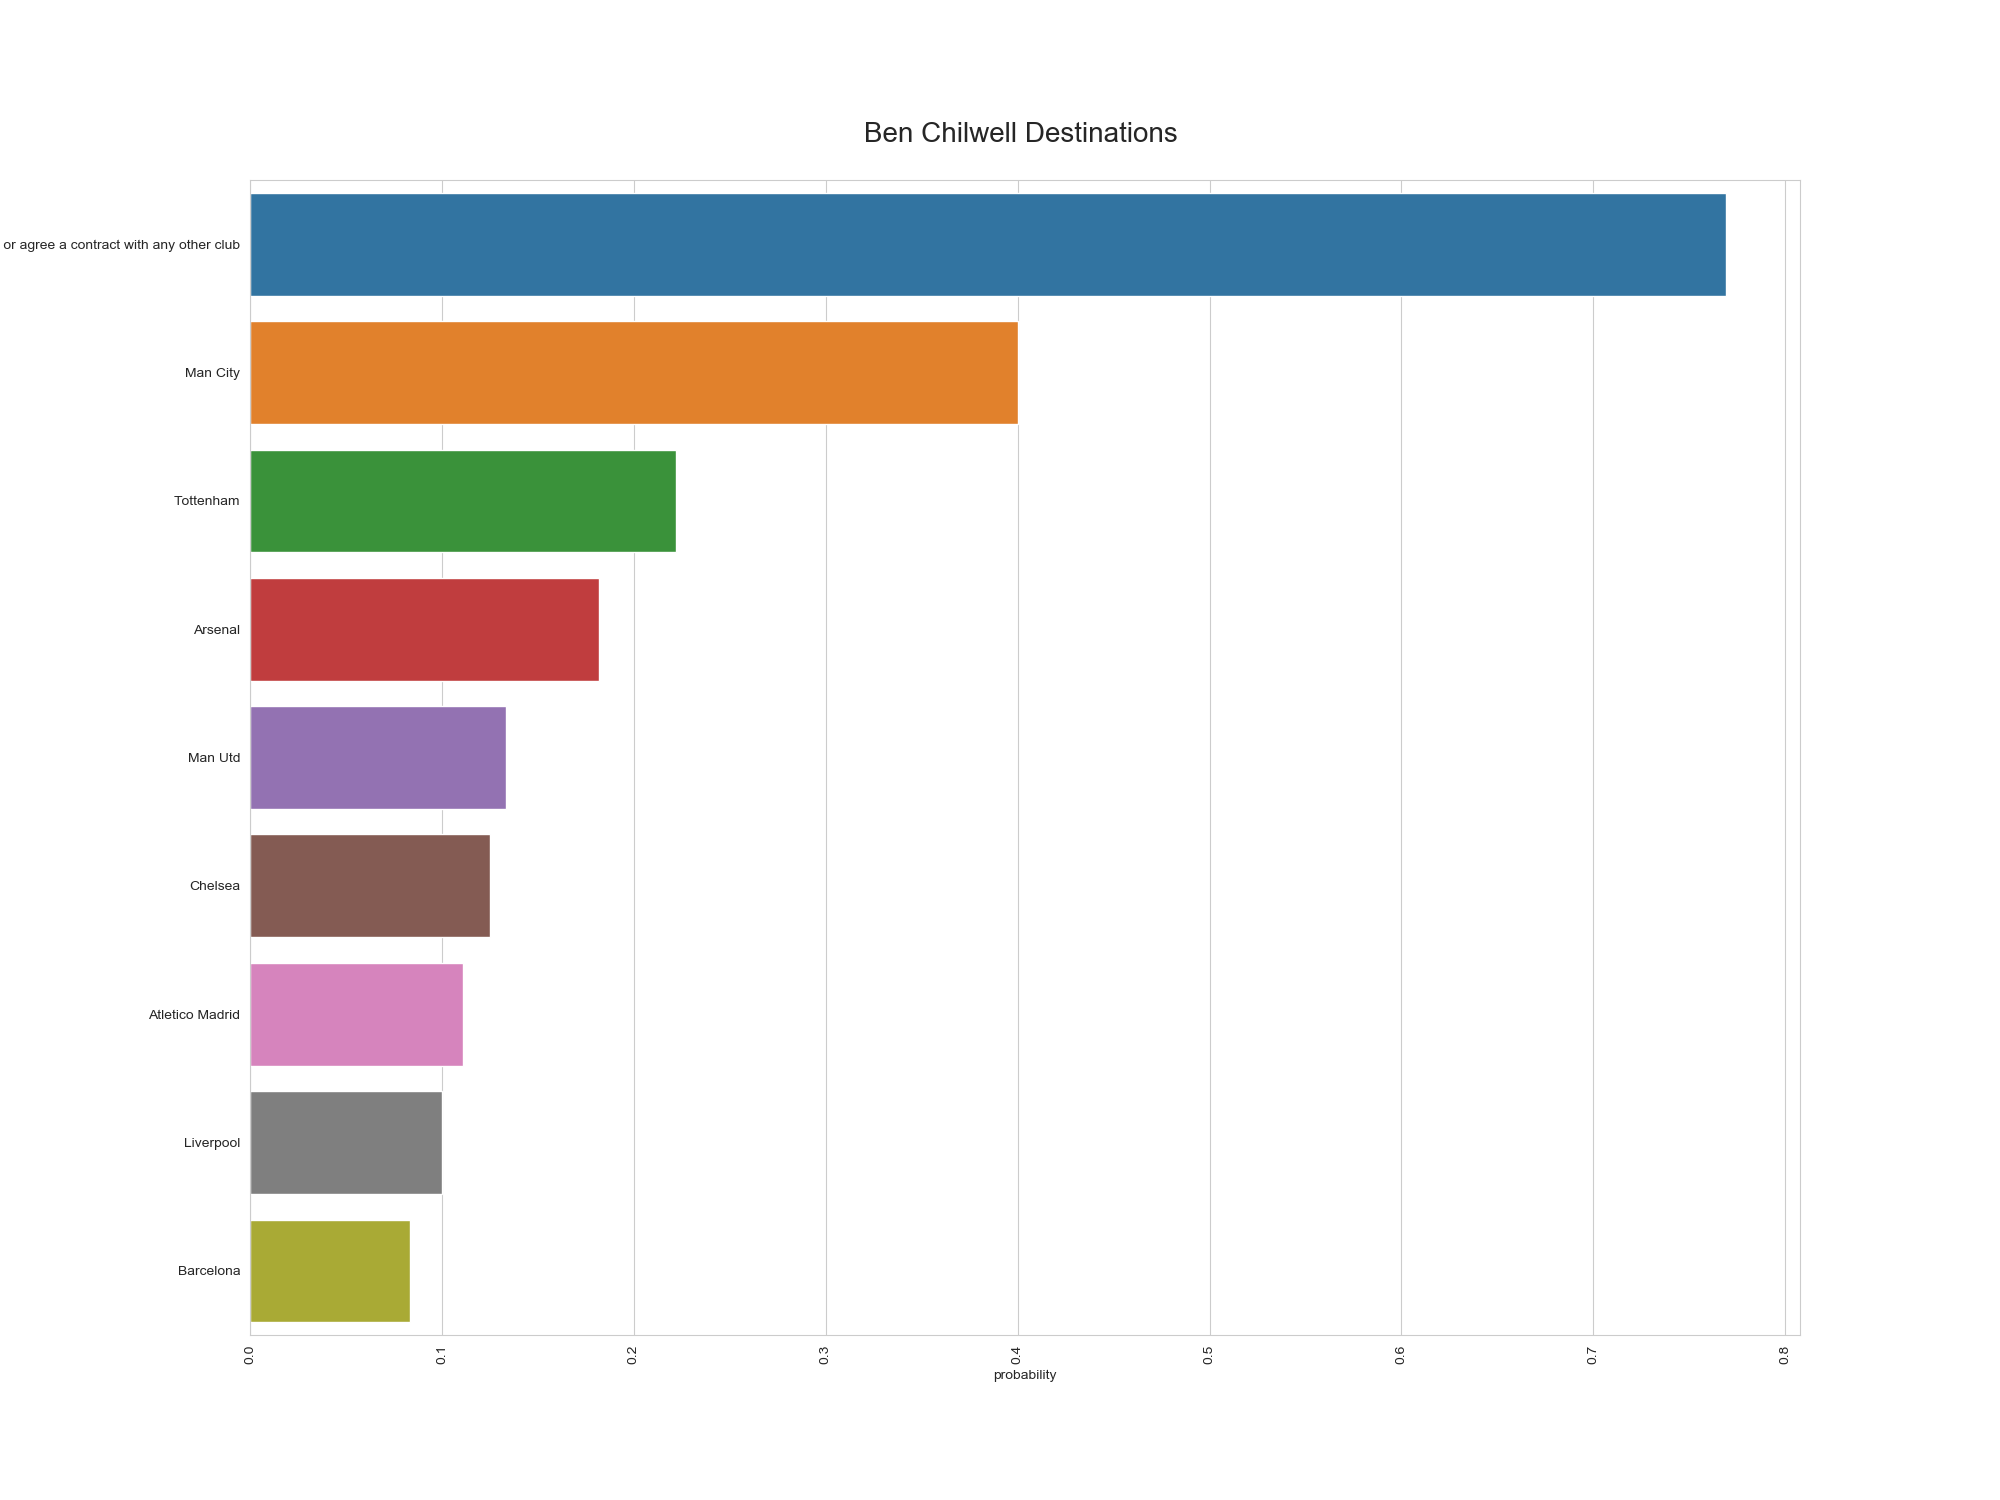 Ben Chilwell Destinations
or agree a contract with any other club
Man City
Tottenham
Arsenal
Man Utd
Chelsea
Atletico Madrid
Liverpool
Barcelona
0.0 0.1 0.2 0.3 0.4 0.5 0.6 0.7 0.8
probability